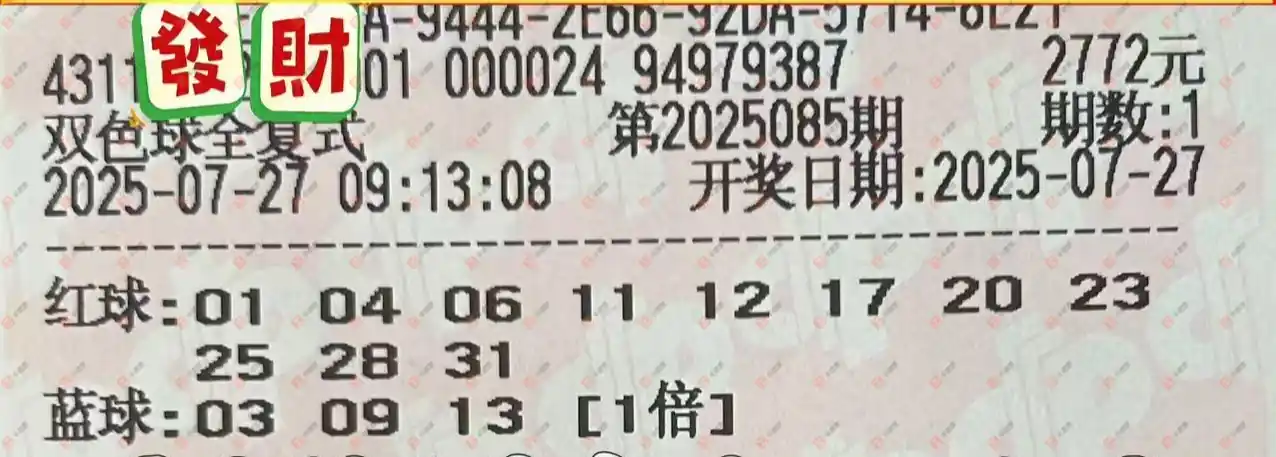 A-9444-2E66-92DA-5714-6E21
發財
4311 01 000024 94979387 2772元
双色球全复式 第2025085期 期数:1
2025-07-27 09:13:08 开奖日期:2025-07-27
红球:01 04 06 11 12 17 20 23
25 28 31
蓝球:03 09 13 [1倍]